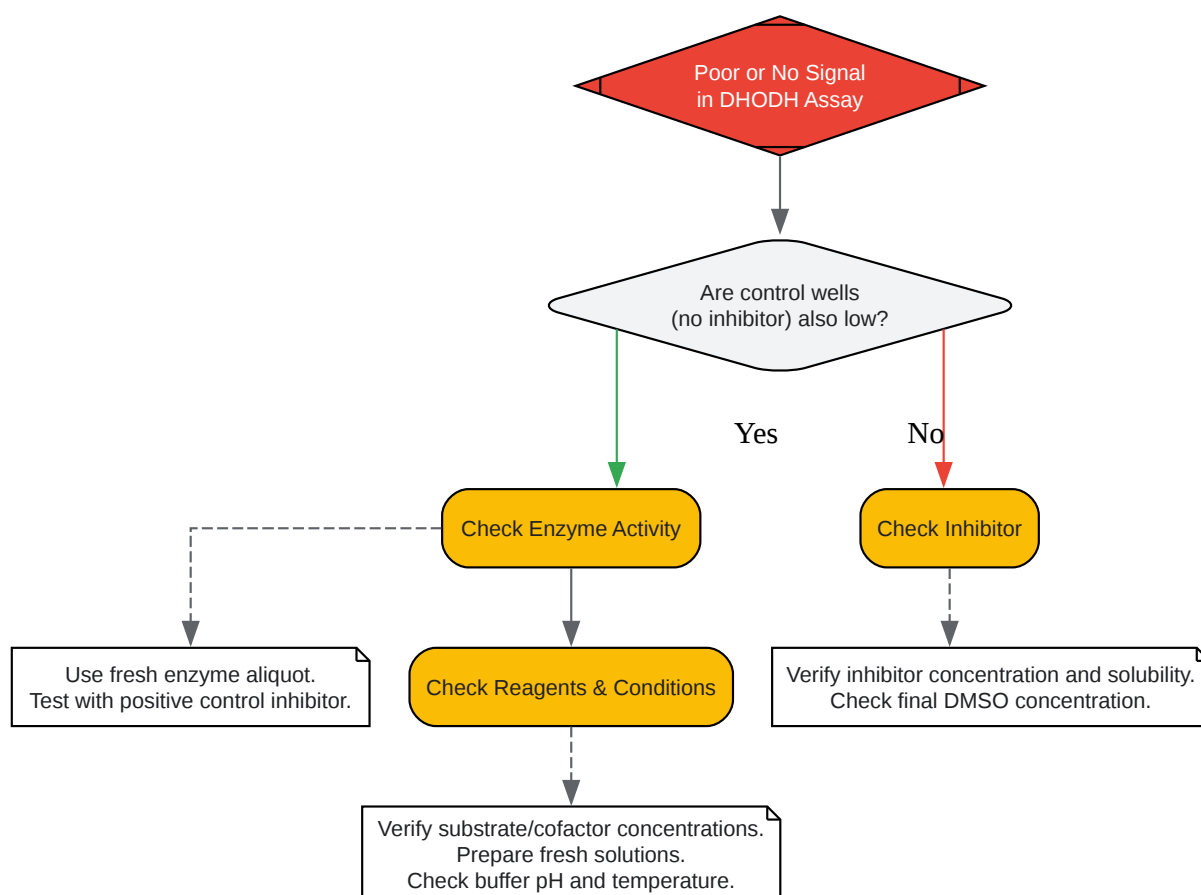 Poor or No Signal
in DHODH Assay
Are control wells
(no inhibitor) also low?
Yes
No
Check Enzyme Activity
Check Inhibitor
Use fresh enzyme aliquot.
Test with positive control inhibitor.
Check Reagents & Conditions
Verify inhibitor concentration and solubility.
Check final DMSO concentration.
Verify substrate/cofactor concentrations.
Prepare fresh solutions.
Check buffer pH and temperature.